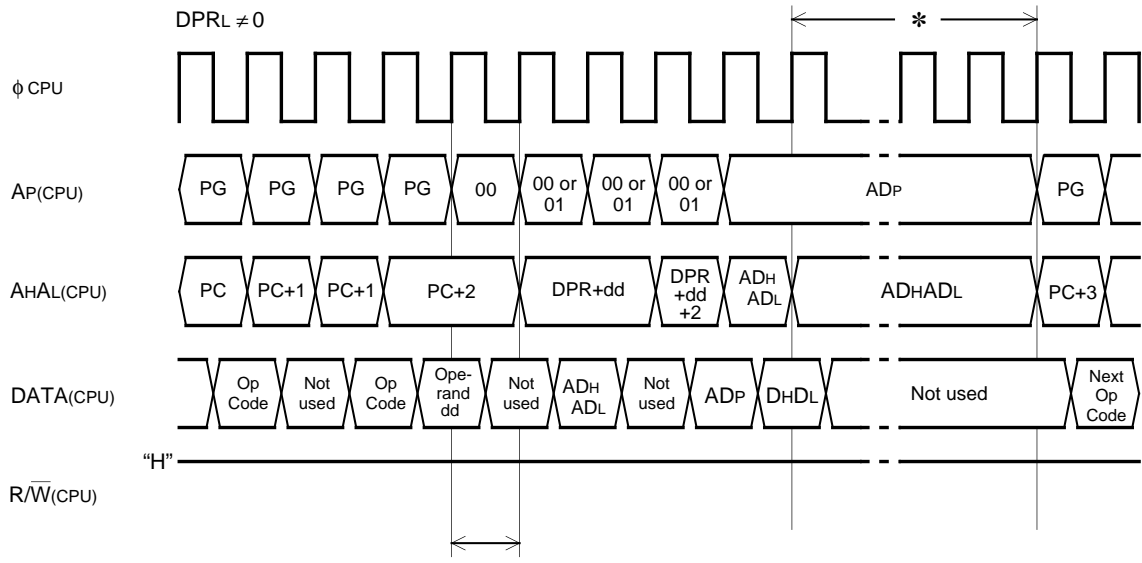 DPRL ≠ 0
*
ϕ CPU
AP(CPU)
PG PG PG PG 00 00 or 01 00 or 01 00 or 01 ADP PG
AHAL(CPU)
PC PC+1 PC+1 PC+2 DPR+dd DPR +dd +2 ADH ADL ADHADL PC+3
DATA(CPU)
Op Code Not used Op Code Ope- rand dd Not used ADH ADL Not used ADP DHDL Not used Next Op Code
“H”
R/W̅(CPU)